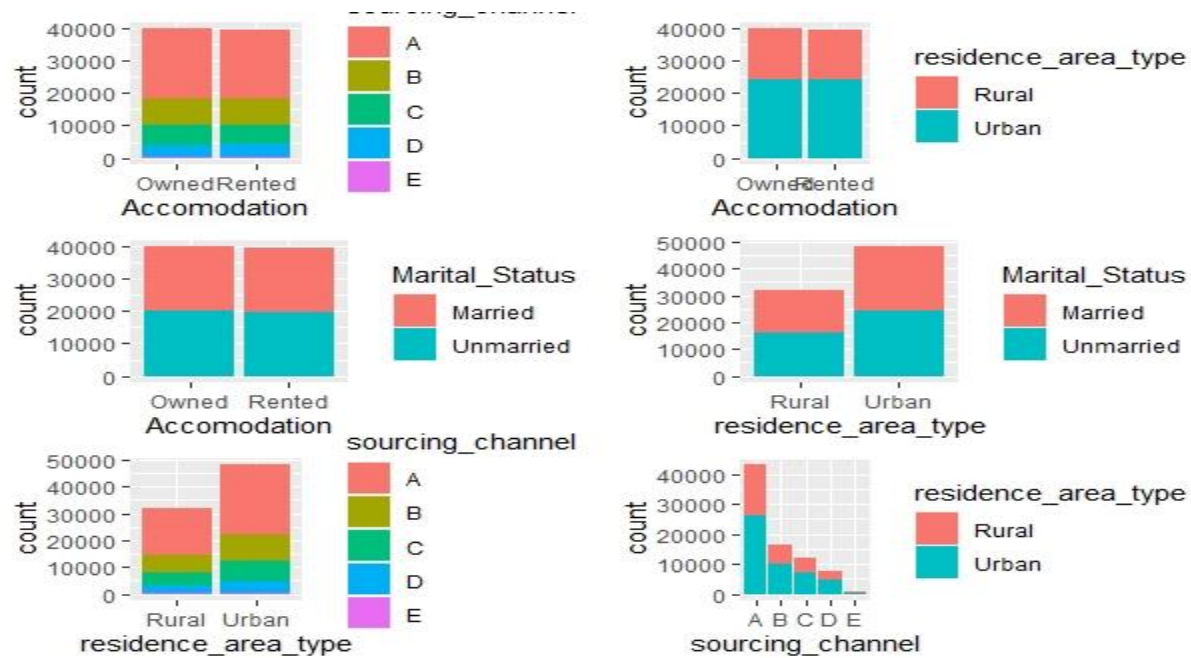 A
B
C
D
E
count
40000
30000
20000
10000
0
Owned Rented
Accomodation
residence_area_type
Rural
Urban
count
40000
30000
20000
10000
0
Owned Rented
Accomodation
Marital_Status
Married
Unmarried
count
40000
30000
20000
10000
0
Owned Rented
Accomodation
Marital_Status
Married
Unmarried
count
50000
40000
30000
20000
10000
0
Rural Urban
residence_area_type
sourcing_channel
A
B
C
D
E
count
50000
40000
30000
20000
10000
0
Rural Urban
residence_area_type
residence_area_type
Rural
Urban
count
40000
30000
20000
10000
0
A B C D E
sourcing_channel